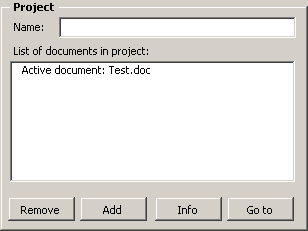 Project
Name:
List of documents in project:
Active document: Test.doc
Remove Add Info Go to